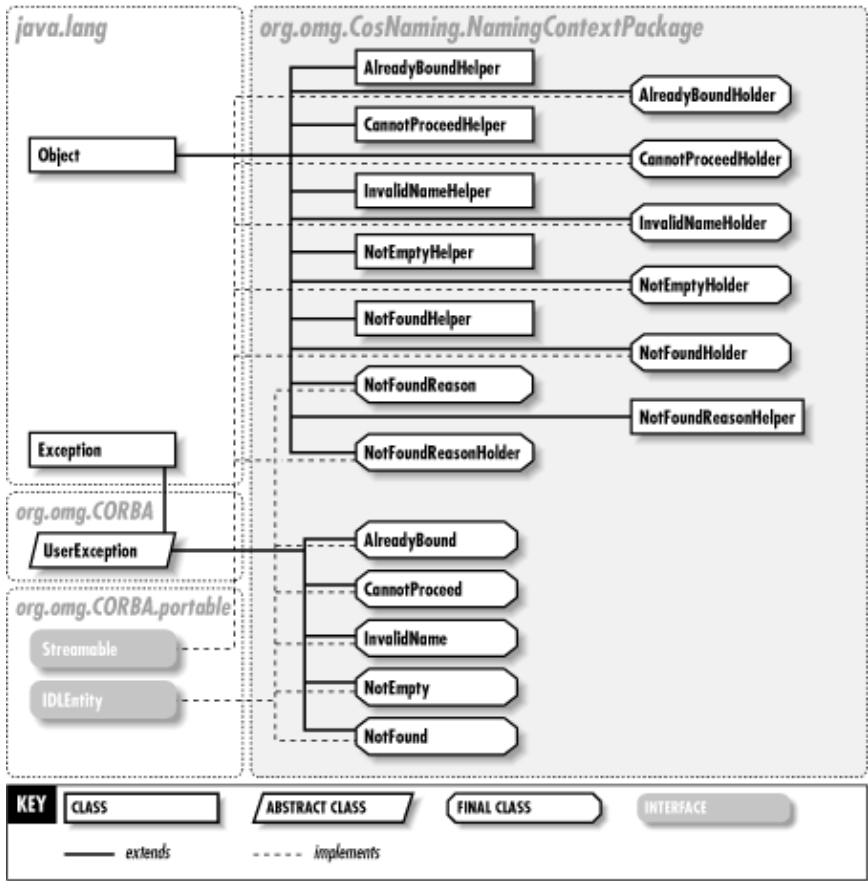 java.lang
org.omg.CosNaming.NamingContextPackage
AlreadyBoundHelper
AlreadyBoundHolder
CannotProceedHelper
Object
CannotProceedHolder
InvalidNameHelper
InvalidNameHolder
NotEmptyHelper
NotEmptyHolder
NotFoundHelper
NotFoundHolder
NotFoundReason
NotFoundReasonHelper
Exception
NotFoundReasonHolder
org.omg.CORBA
AlreadyBound
UserException
CannotProceed
org.omg.CORBA.portable
InvalidName
Streamable
NotEmpty
IDLEntity
NotFound
KEY
CLASS
ABSTRACT CLASS
FINAL CLASS
INTERFACE
extends
implements